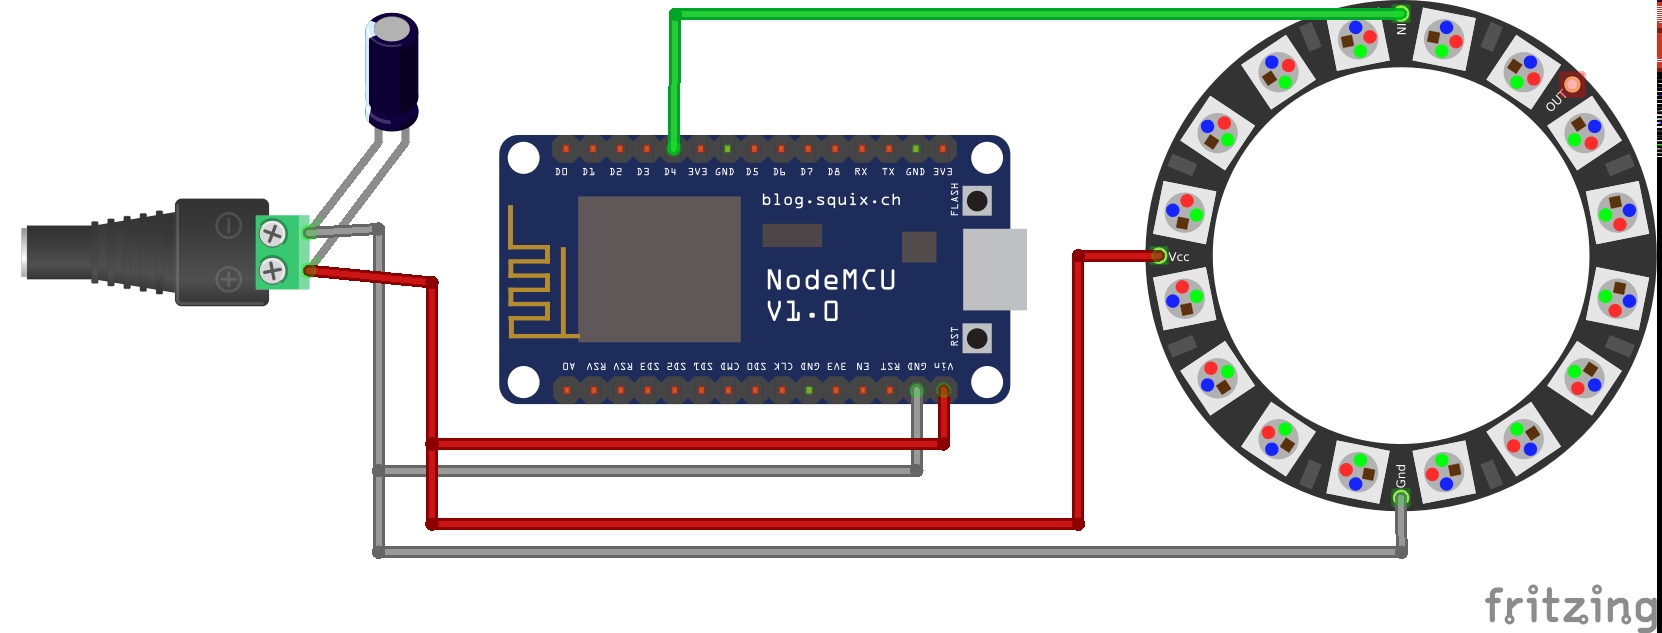 IN
OUT
D0 D1 D2 D3 D4 3V3 GND D5 D6 D7 D8 RX TX GND 3V3
blog.squix.ch
FLASH
Vcc
NodeMCU
V1.0
RST
A0 RSV RSV SD3 SD2 SD1 CMD SD0 CLK GND 3V3 EN RST GND Vin
Gnd
fritzing